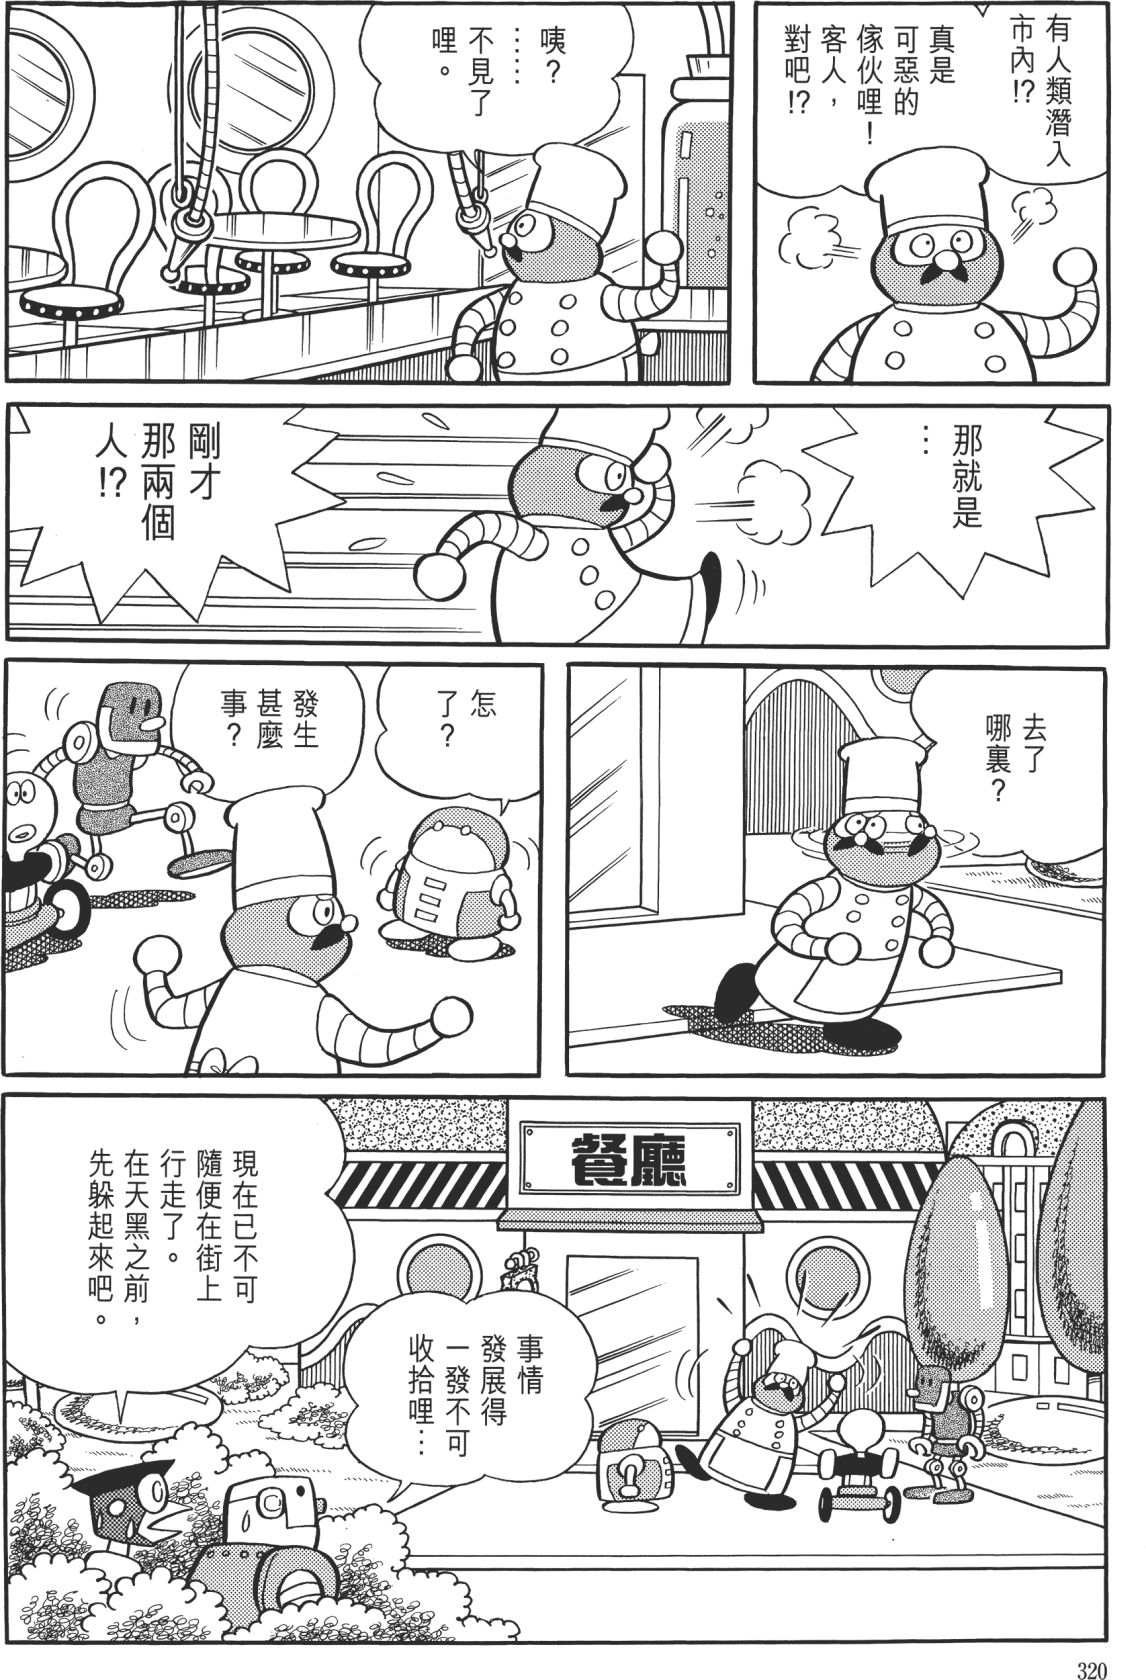 有人類潛入
市內!?
真是
可惡的
傢伙哩！
客人，
對吧!?
咦？
……
不見了
哩。
那就是
…
剛才
那兩個
人!?
去了
哪裏？
怎
了？
發生
甚麼
事？
餐廳
現在已不可
隨便在街上
行走了。
在天黑之前，
先躲起來吧。
事情
發展得
一發不可
收拾哩…
320